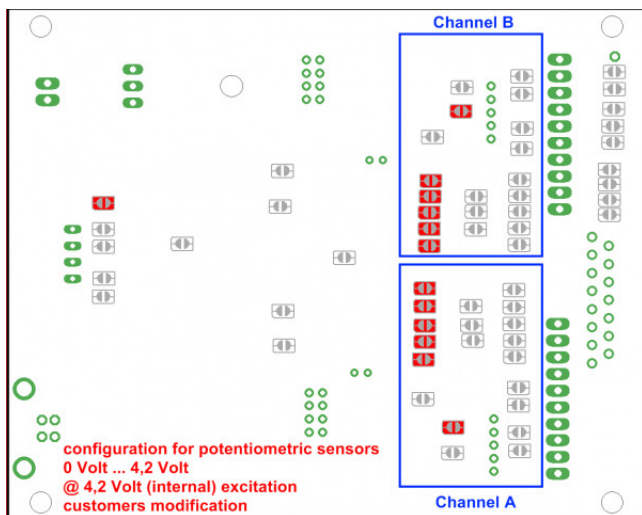 Channel B
configuration for potentiometric sensors
0 Volt ... 4,2 Volt
@ 4,2 Volt (internal) excitation
customers modification
Channel A